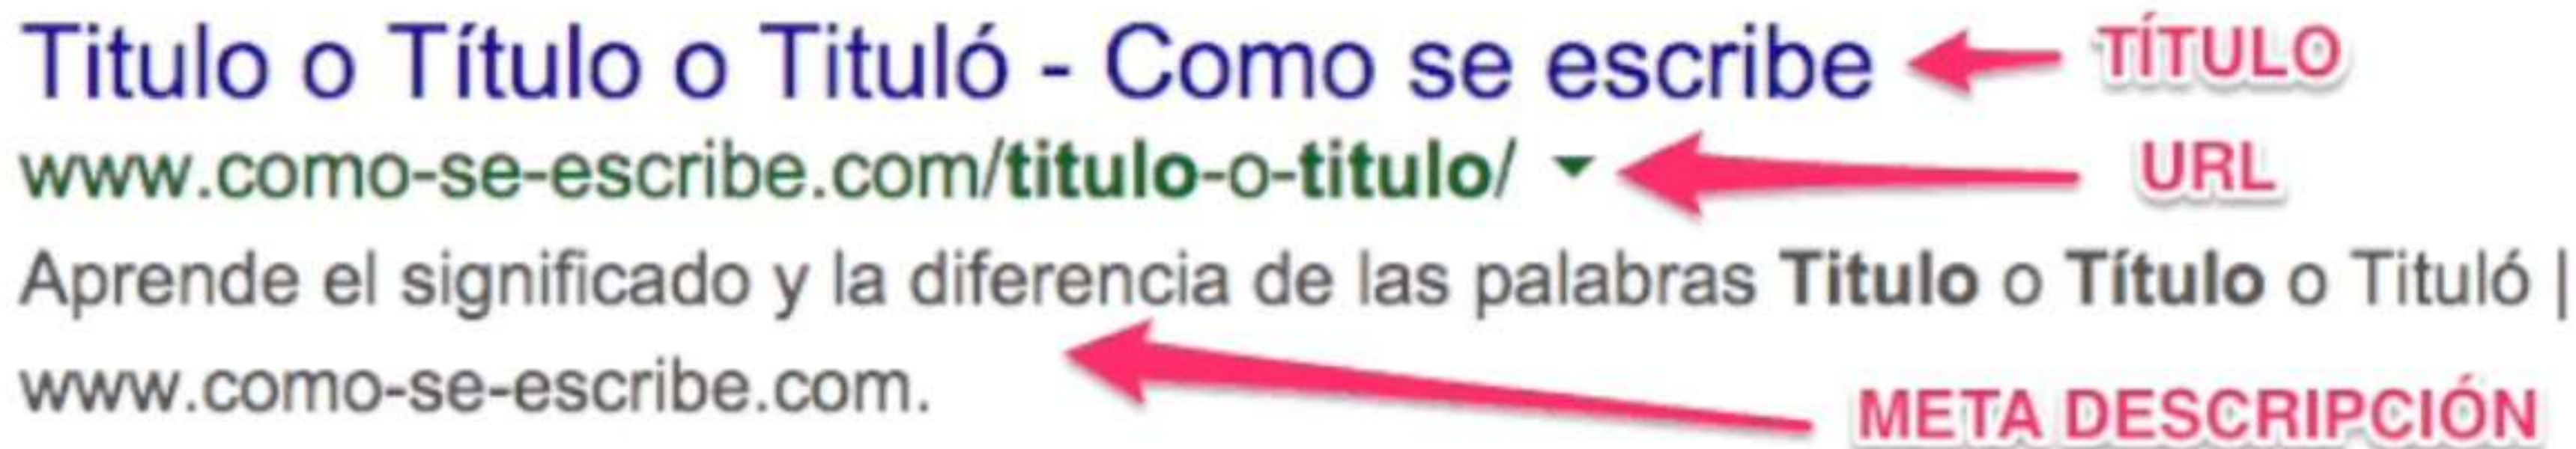 Titulo o Título o Tituló - Como se escribe TÍTULO
www.como-se-escribe.com/titulo-o-titulo/ URL
Aprende el significado y la diferencia de las palabras Titulo o Título o Tituló |
www.como-se-escribe.com.
META DESCRIPCIÓN